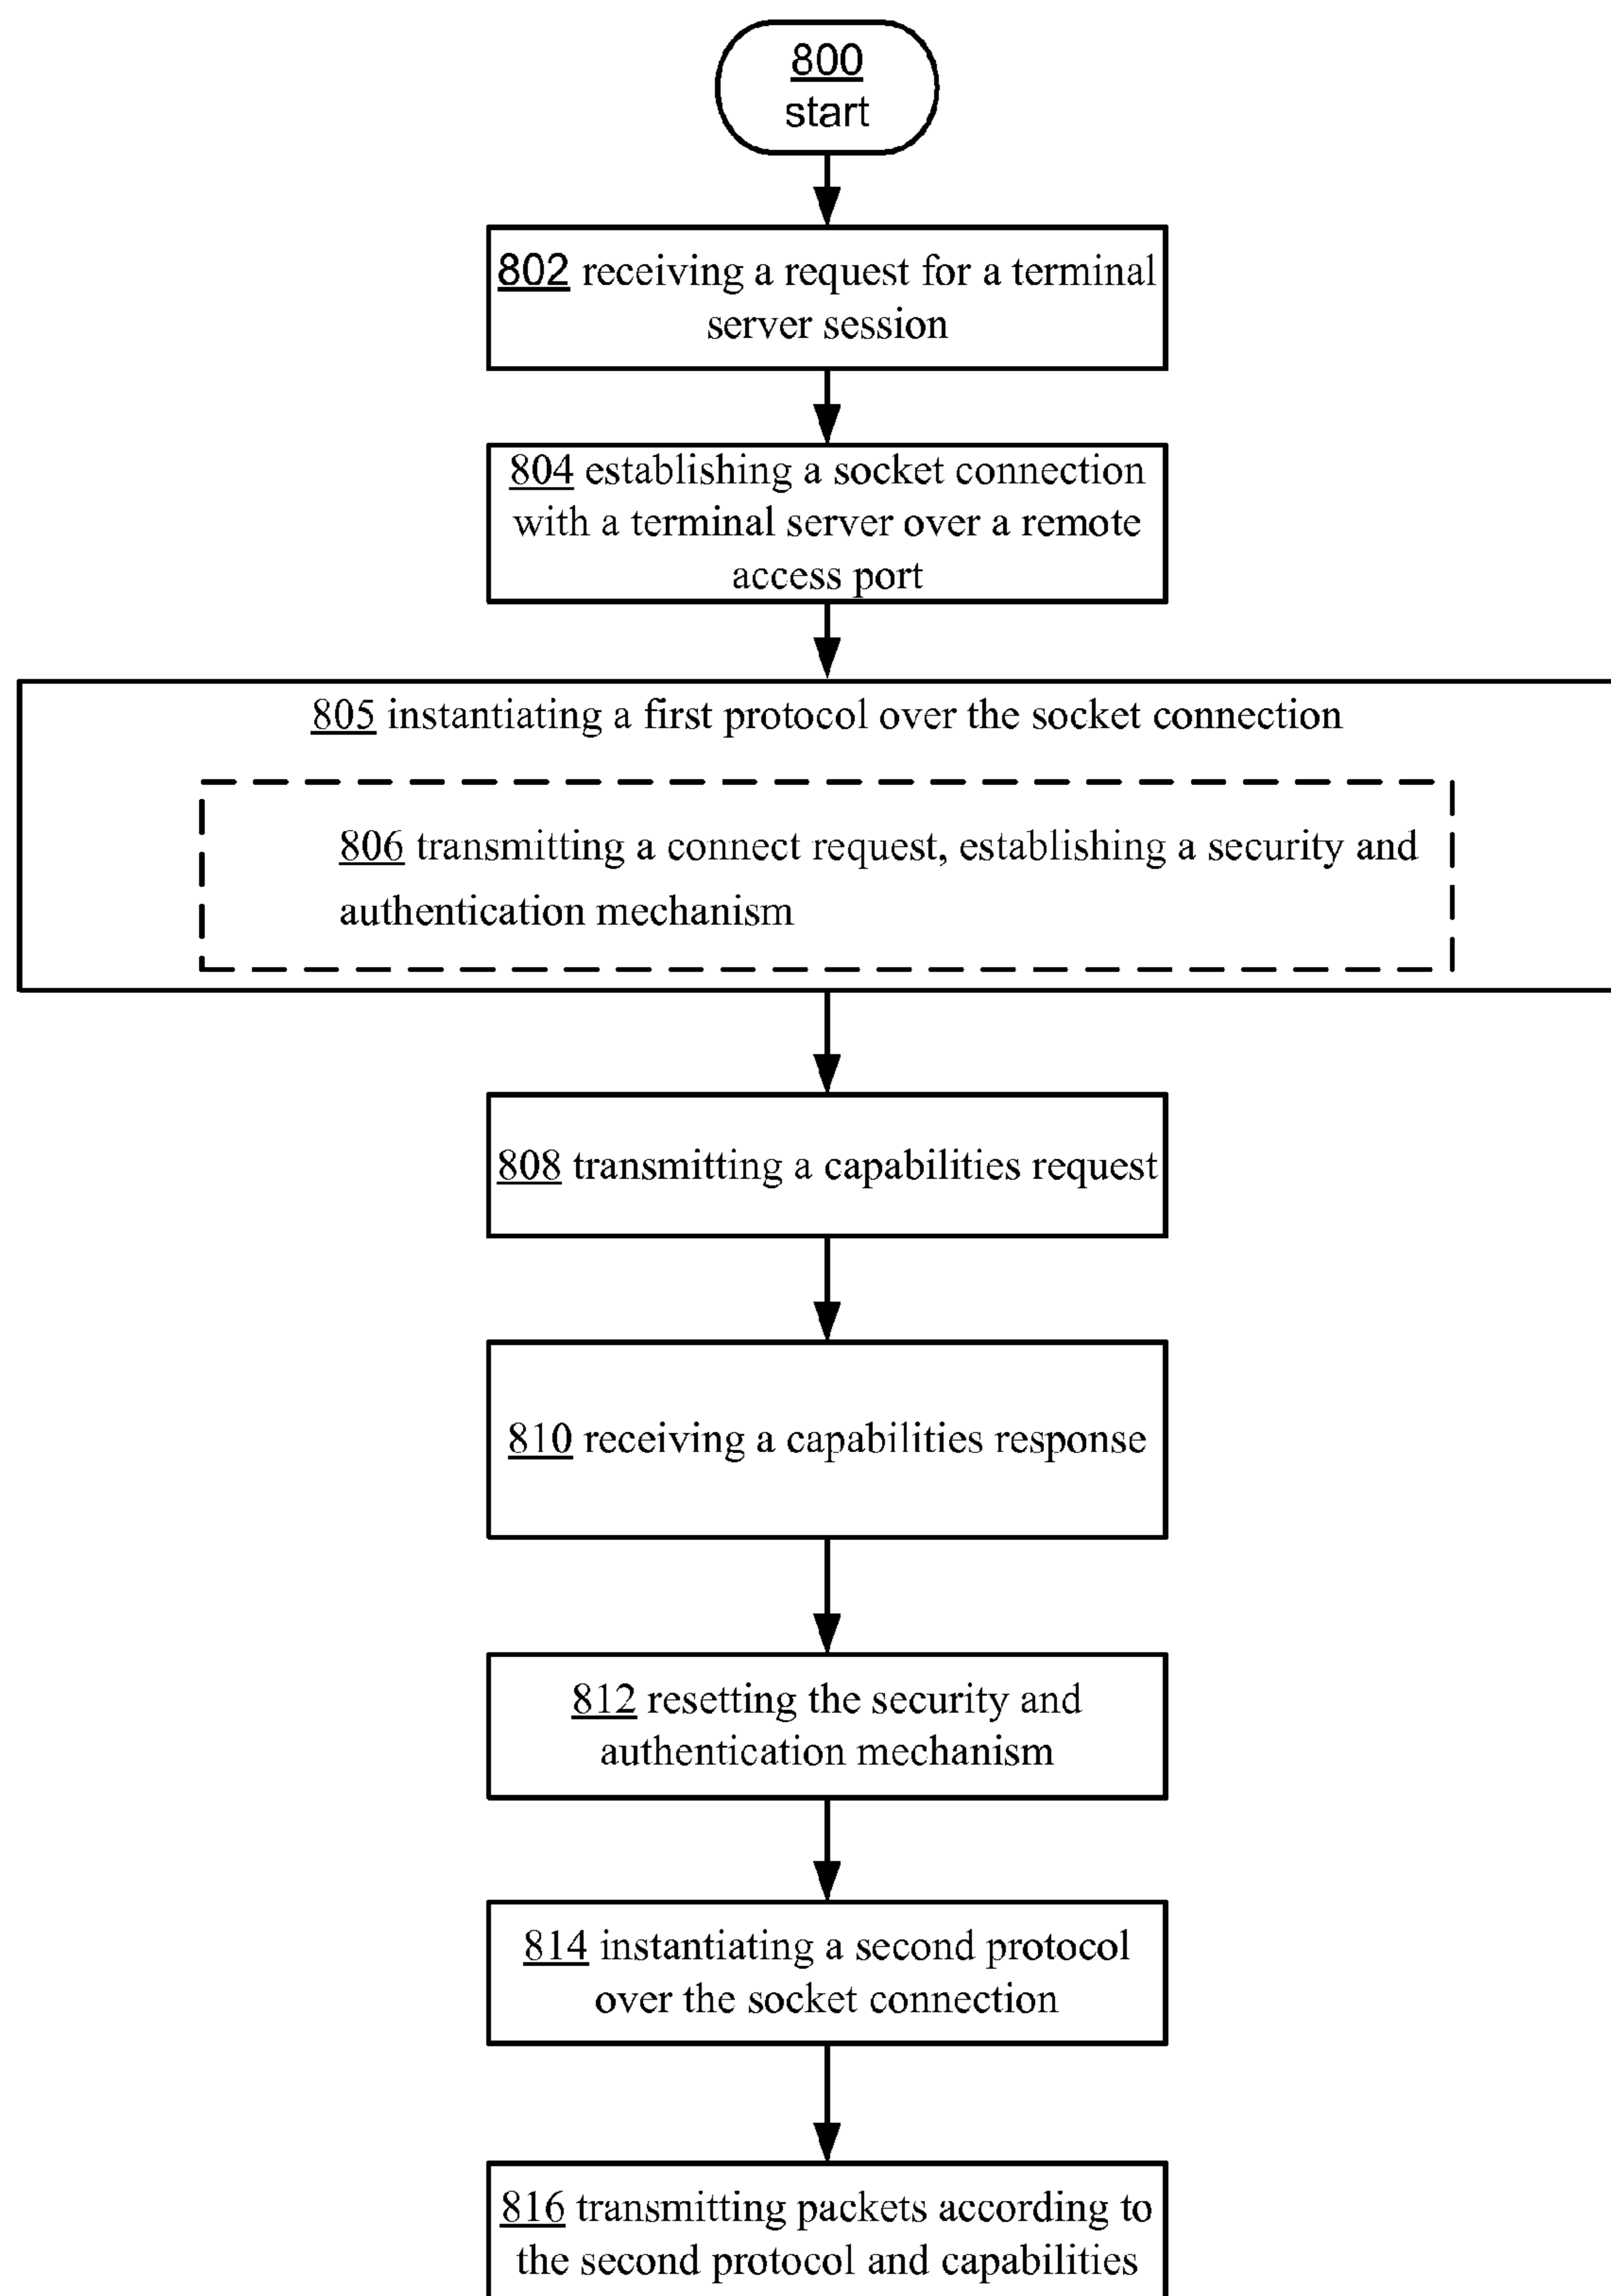 800
start
802 receiving a request for a terminal
server session
804 establishing a socket connection
with a terminal server over a remote
access port
805 instantiating a first protocol over the socket connection
806 transmitting a connect request, establishing a security and
authentication mechanism
808 transmitting a capabilities request
810 receiving a capabilities response
812 resetting the security and
authentication mechanism
814 instantiating a second protocol
over the socket connection
816 transmitting packets according to
the second protocol and capabilities